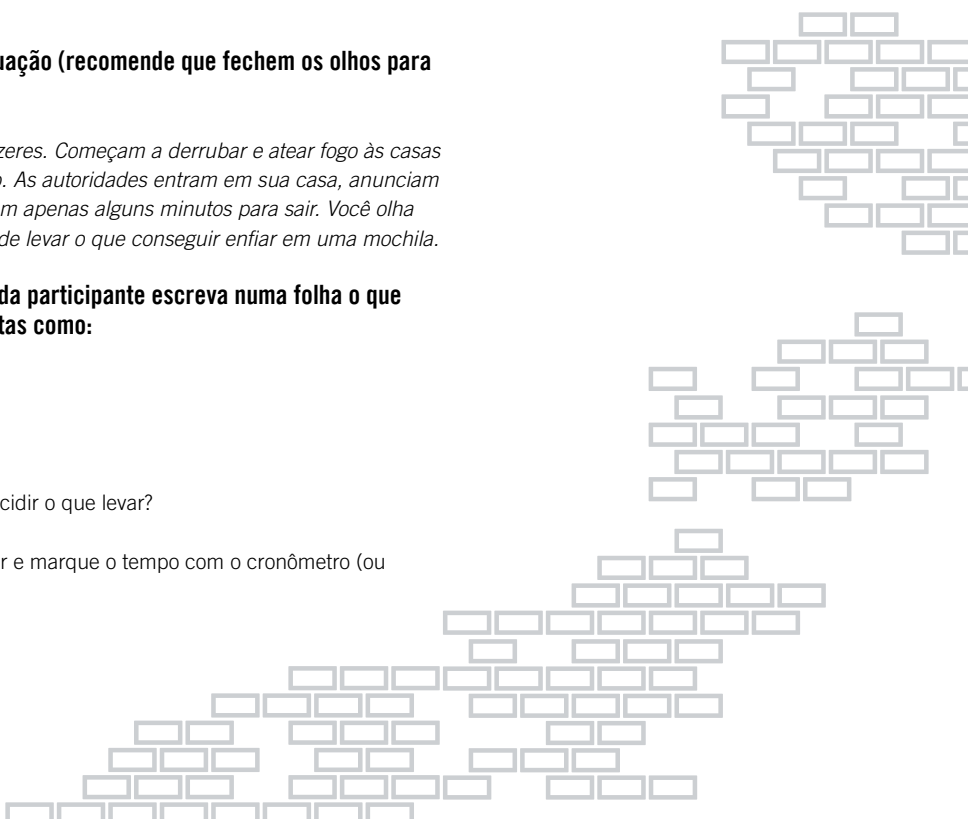 uação (recomende que fechem os olhos para
zeres. Começam a derrubar e atear fogo às casas
o. As autoridades entram em sua casa, anunciam
m apenas alguns minutos para sair. Você olha
de levar o que conseguir enfiar em uma mochila.
da participante escreva numa folha o que
tas como:
cidir o que levar?
r e marque o tempo com o cronômetro (ou